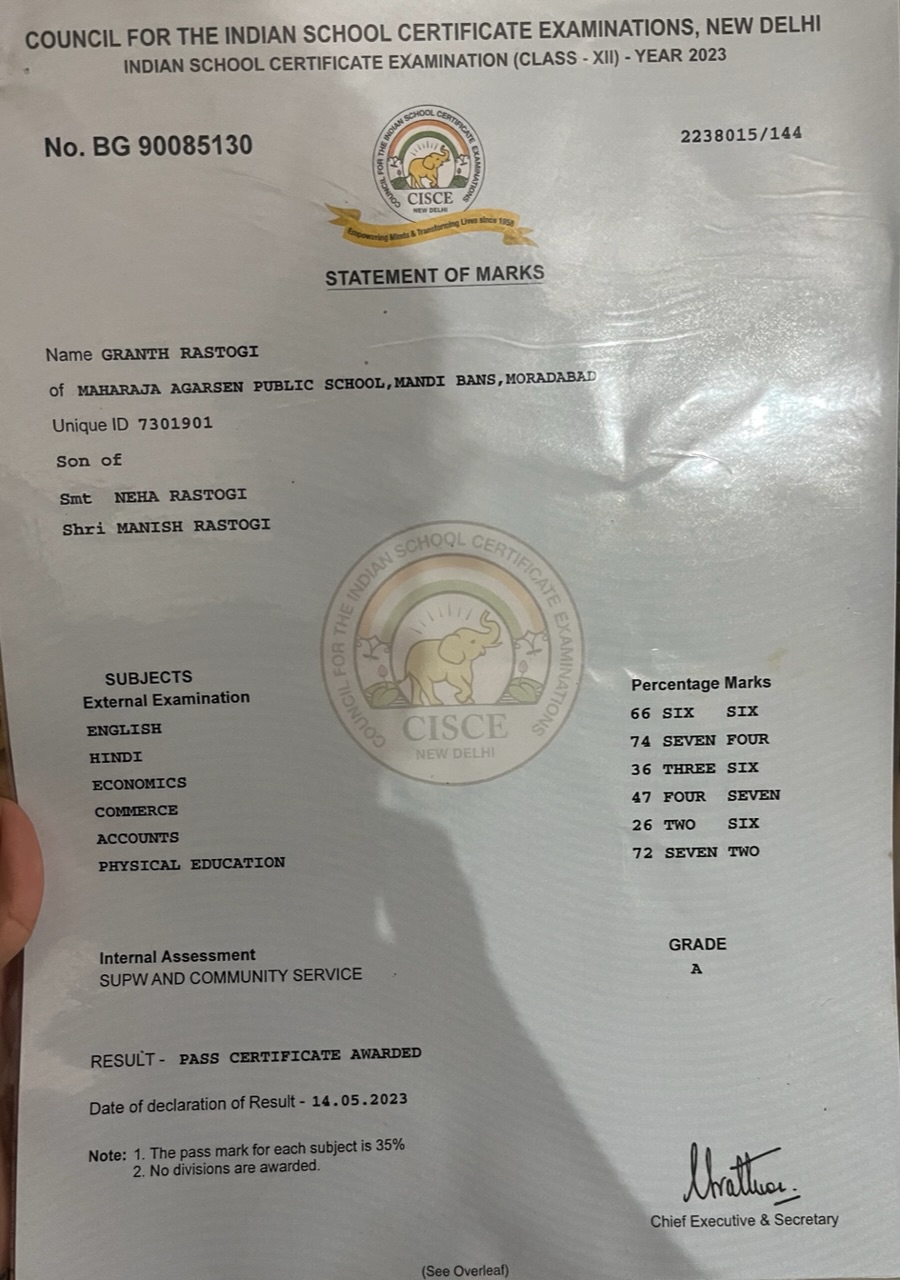 COUNCIL FOR THE INDIAN SCHOOL CERTIFICATE EXAMINATIONS, NEW DELHI
INDIAN SCHOOL CERTIFICATE EXAMINATION (CLASS - XII) - YEAR 2023
No. BG 90085130
2238015/144
COUNCIL FOR THE INDIAN SCHOOL CERTIFICATE EXAMINATIONS
CISCE
NEW DELHI
Empowering Minds & Transforming Lives since 1958
STATEMENT OF MARKS
Name GRANTH RASTOGI
of MAHARAJA AGARSEN PUBLIC SCHOOL,MANDI BANS,MORADABAD
Unique ID 7301901
Son of
Smt NEHA RASTOGI
Shri MANISH RASTOGI
COUNCIL FOR THE INDIAN SCHOOL CERTIFICATE EXAMINATIONS
CISCE
NEW DELHI
SUBJECTS
External Examination Percentage Marks
ENGLISH 66 SIX SIX
HINDI 74 SEVEN FOUR
ECONOMICS 36 THREE SIX
COMMERCE 47 FOUR SEVEN
ACCOUNTS 26 TWO SIX
PHYSICAL EDUCATION 72 SEVEN TWO
Internal Assessment GRADE
SUPW AND COMMUNITY SERVICE A
RESULT - PASS CERTIFICATE AWARDED
Date of declaration of Result - 14.05.2023
Note: 1. The pass mark for each subject is 35%
2. No divisions are awarded.
Chief Executive & Secretary
(See Overleaf)